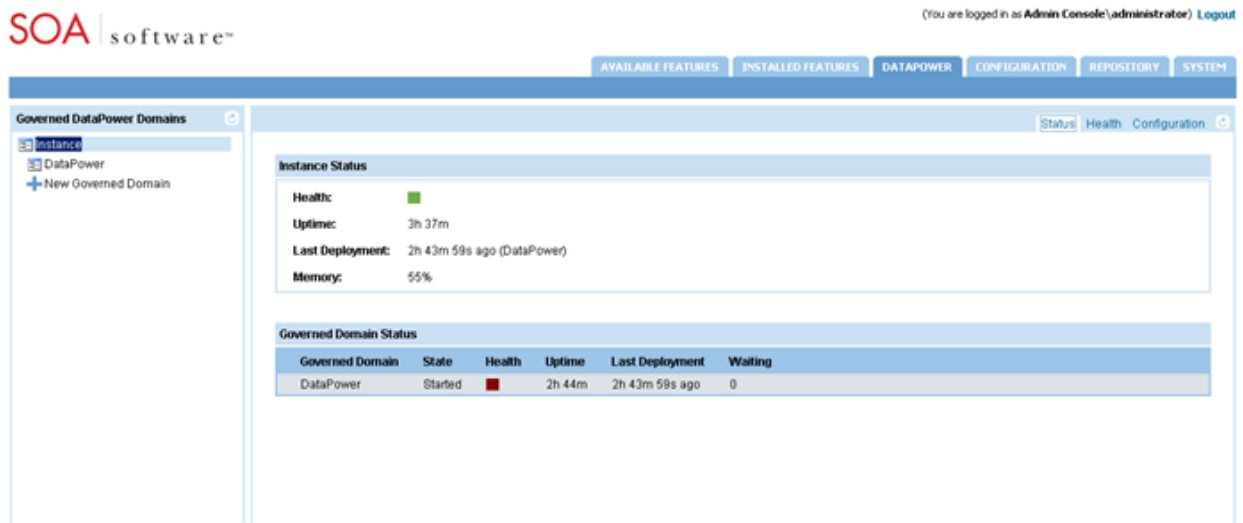 (You are logged in as Admin Console\administrator) Logout
SOA software™
AVAILABLE FEATURES INSTALLED FEATURES DATAPOWER CONFIGURATION REPOSITORY SYSTEM
Governed DataPower Domains
Status Health Configuration
Instance
DataPower
New Governed Domain
Instance Status
Health:
Uptime: 3h 37m
Last Deployment: 2h 43m 59s ago (DataPower)
Memory: 55%
Governed Domain Status
Governed Domain State Health Uptime Last Deployment Waiting
DataPower Started 2h 44m 2h 43m 59s ago 0